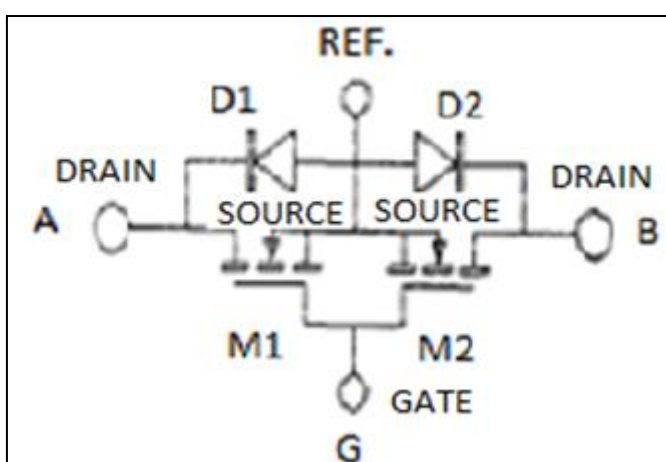 REF.
D1 D2
DRAIN DRAIN
SOURCE SOURCE
A B
M1 M2
GATE
G